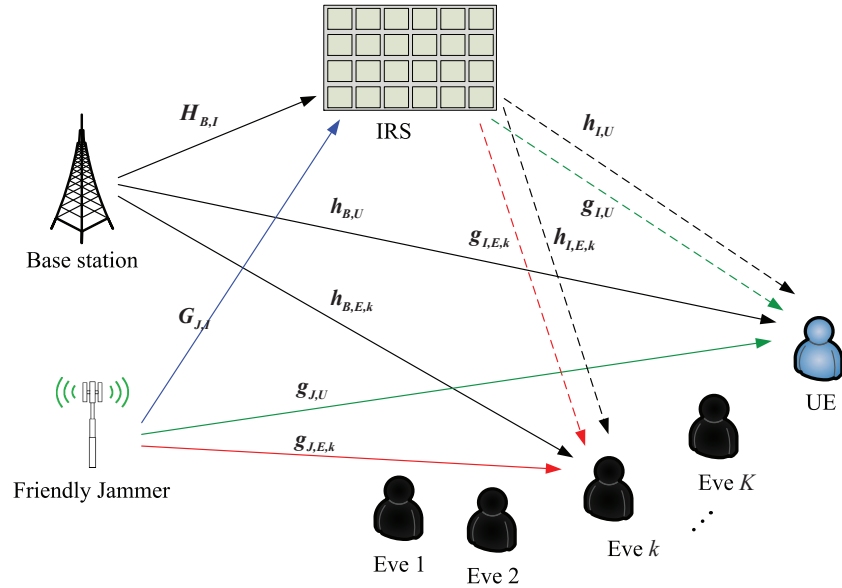 IRS
H_{B,I}
h_{I,U}
g_{I,U}
h_{B,U}
g_{I,E,k}
h_{I,E,k}
Base station
h_{B,E,k}
G_{J,I}
g_{J,U}
UE
g_{J,E,k}
Friendly Jammer
Eve K
Eve 1
Eve 2
Eve k
...